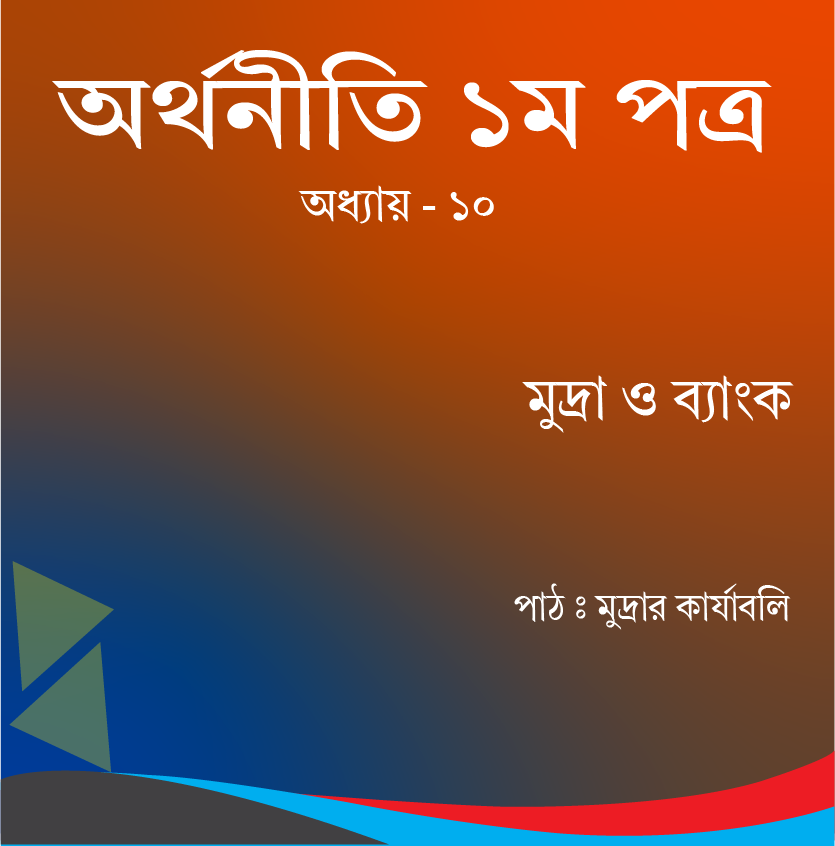 অর্থনীতি ১ম পত্র
অধ্যায় - ১০
মুদ্রা ও ব্যাংক
পাঠ ঃ মুদ্রার কার্যাবলি